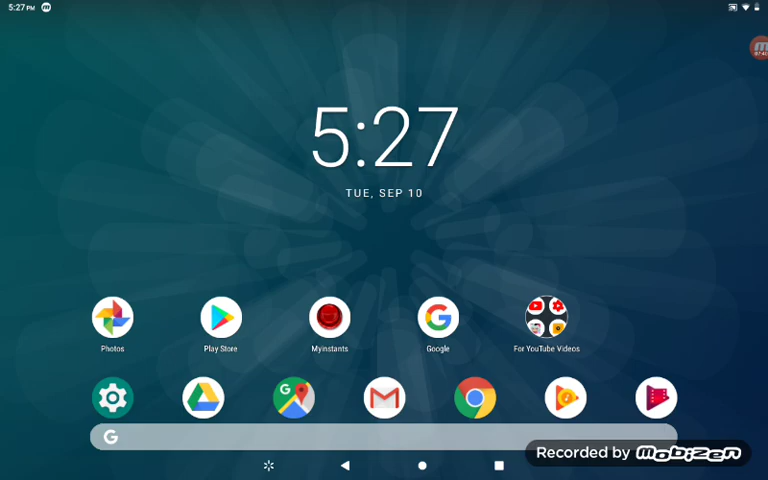 5:27 PM
5:27
TUE, SEP 10
Photos
Play Store
Myinstants
Google
For YouTube Videos
Recorded by Mobizen